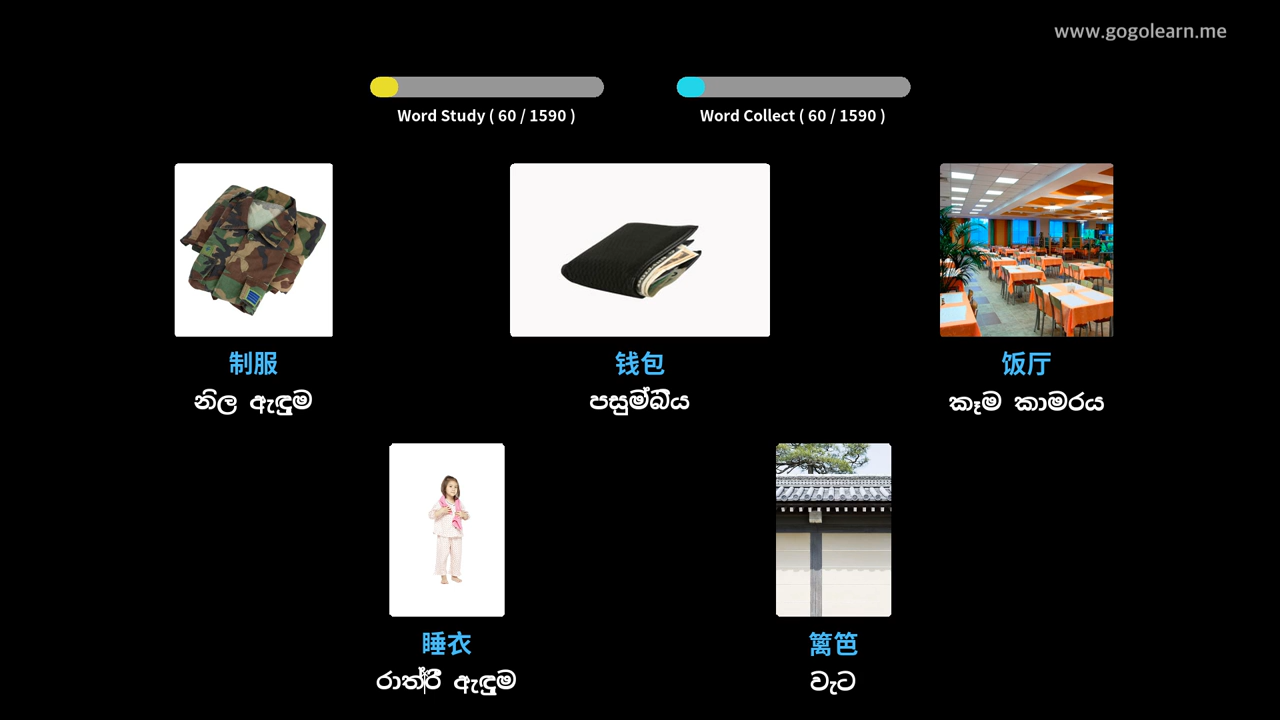 www.gogolearn.me
Word Study ( 60 / 1590 )
Word Collect ( 60 / 1590 )
制服
නිල ඇඳුම
钱包
පසුම්බිය
饭厅
කෑම කාමරය
睡衣
රාත්‍රී ඇඳුම
篱笆
වැට